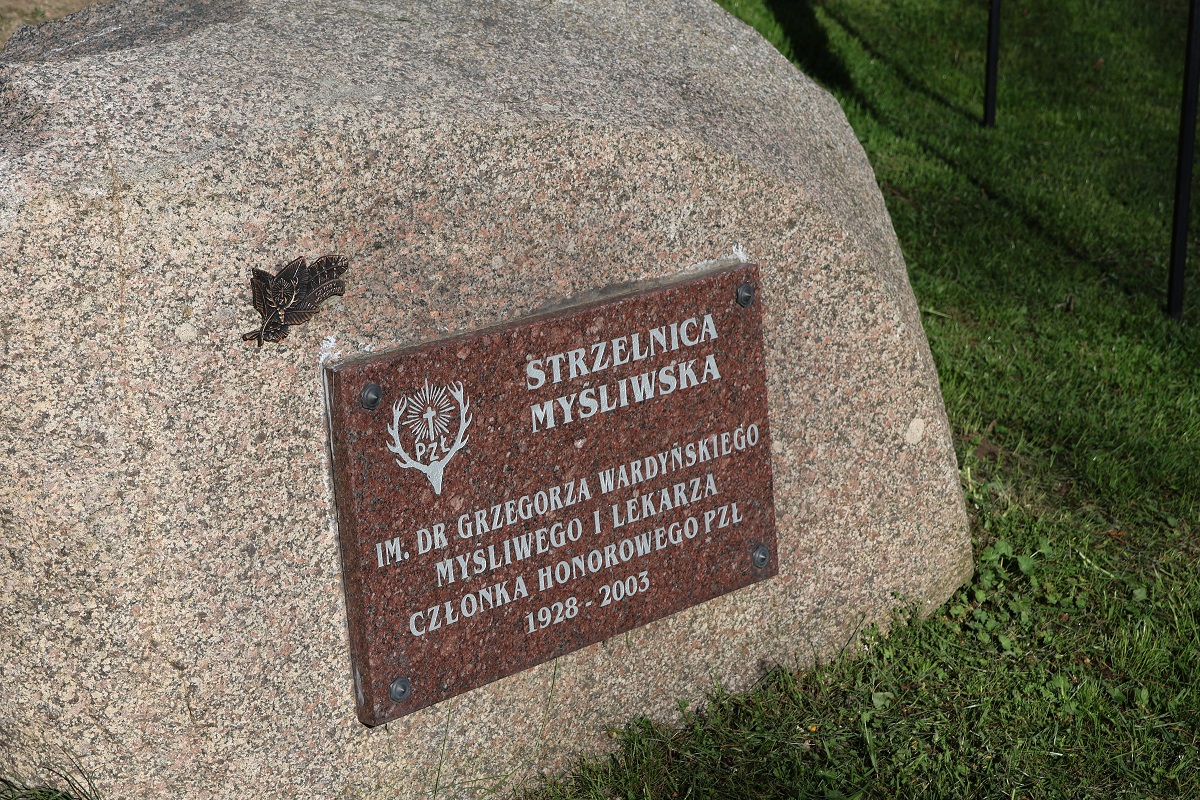 STRZELNICA
MYŚLIWSKA
PZŁ
IM. DR GRZEGORZA WARDYŃSKIEGO
MYŚLIWEGO I LEKARZA
CZŁONKA HONOROWEGO PZŁ
1928 - 2003